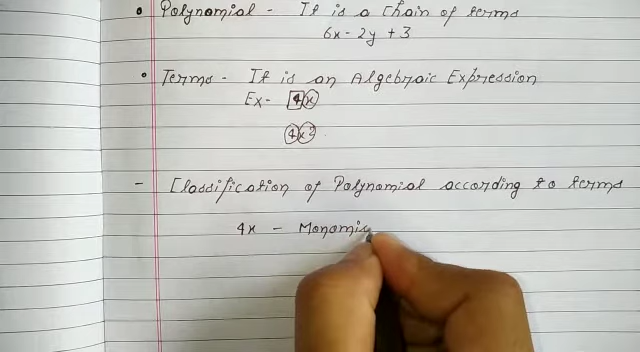 • Polynomial - It is a Chain of terms
6x - 2y + 3
• Terms - It is an Algebraic Expression
Ex- 4x
4x²
- Classification of Polynomial according to terms
4x - Monomi